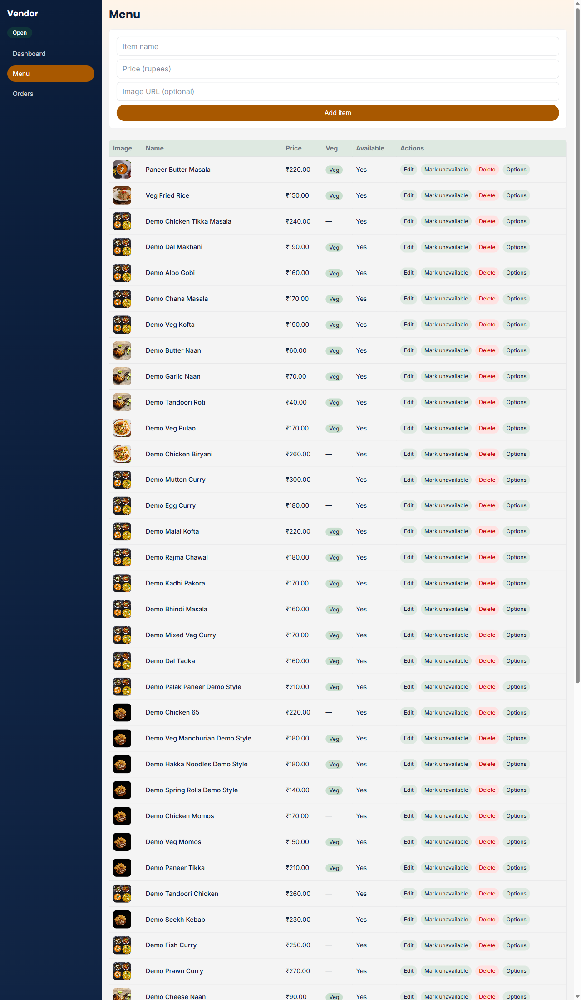 Vendor
Open
Dashboard
Menu
Orders
Menu
Item name
Price (rupees)
Image URL (optional)
Add item
Image Name Price Veg Available Actions
Paneer Butter Masala ₹220.00 Veg Yes Edit Mark unavailable Delete Options
Veg Fried Rice ₹150.00 Veg Yes Edit Mark unavailable Delete Options
Demo Chicken Tikka Masala ₹240.00 — Yes Edit Mark unavailable Delete Options
Demo Dal Makhani ₹190.00 Veg Yes Edit Mark unavailable Delete Options
Demo Aloo Gobi ₹160.00 Veg Yes Edit Mark unavailable Delete Options
Demo Chana Masala ₹170.00 Veg Yes Edit Mark unavailable Delete Options
Demo Veg Kofta ₹190.00 Veg Yes Edit Mark unavailable Delete Options
Demo Butter Naan ₹60.00 Veg Yes Edit Mark unavailable Delete Options
Demo Garlic Naan ₹70.00 Veg Yes Edit Mark unavailable Delete Options
Demo Tandoori Roti ₹40.00 Veg Yes Edit Mark unavailable Delete Options
Demo Veg Pulao ₹170.00 Veg Yes Edit Mark unavailable Delete Options
Demo Chicken Biryani ₹260.00 — Yes Edit Mark unavailable Delete Options
Demo Mutton Curry ₹300.00 — Yes Edit Mark unavailable Delete Options
Demo Egg Curry ₹180.00 — Yes Edit Mark unavailable Delete Options
Demo Malai Kofta ₹220.00 Veg Yes Edit Mark unavailable Delete Options
Demo Rajma Chawal ₹180.00 Veg Yes Edit Mark unavailable Delete Options
Demo Kadhi Pakora ₹170.00 Veg Yes Edit Mark unavailable Delete Options
Demo Bhindi Masala ₹160.00 Veg Yes Edit Mark unavailable Delete Options
Demo Mixed Veg Curry ₹170.00 Veg Yes Edit Mark unavailable Delete Options
Demo Dal Tadka ₹160.00 Veg Yes Edit Mark unavailable Delete Options
Demo Palak Paneer Demo Style ₹210.00 Veg Yes Edit Mark unavailable Delete Options
Demo Chicken 65 ₹220.00 — Yes Edit Mark unavailable Delete Options
Demo Veg Manchurian Demo Style ₹180.00 Veg Yes Edit Mark unavailable Delete Options
Demo Hakka Noodles Demo Style ₹180.00 Veg Yes Edit Mark unavailable Delete Options
Demo Spring Rolls Demo Style ₹140.00 Veg Yes Edit Mark unavailable Delete Options
Demo Chicken Momos ₹170.00 — Yes Edit Mark unavailable Delete Options
Demo Veg Momos ₹150.00 Veg Yes Edit Mark unavailable Delete Options
Demo Paneer Tikka ₹210.00 Veg Yes Edit Mark unavailable Delete Options
Demo Tandoori Chicken ₹260.00 — Yes Edit Mark unavailable Delete Options
Demo Seekh Kebab ₹230.00 — Yes Edit Mark unavailable Delete Options
Demo Fish Curry ₹250.00 — Yes Edit Mark unavailable Delete Options
Demo Prawn Curry ₹270.00 — Yes Edit Mark unavailable Delete Options
Demo Cheese Naan ₹90.00 Veg Yes Edit Mark unavailable Delete Options